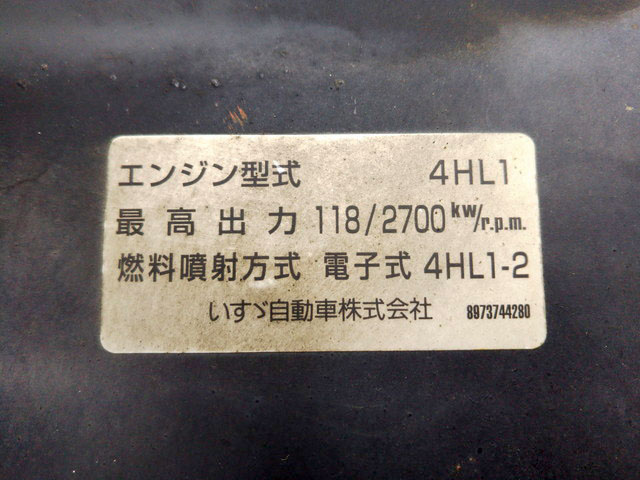 エンジン型式 4HL1
最高出力 118/2700 kw/r.p.m.
燃料噴射方式 電子式 4HL1-2
いすゞ自動車株式会社 8973744280